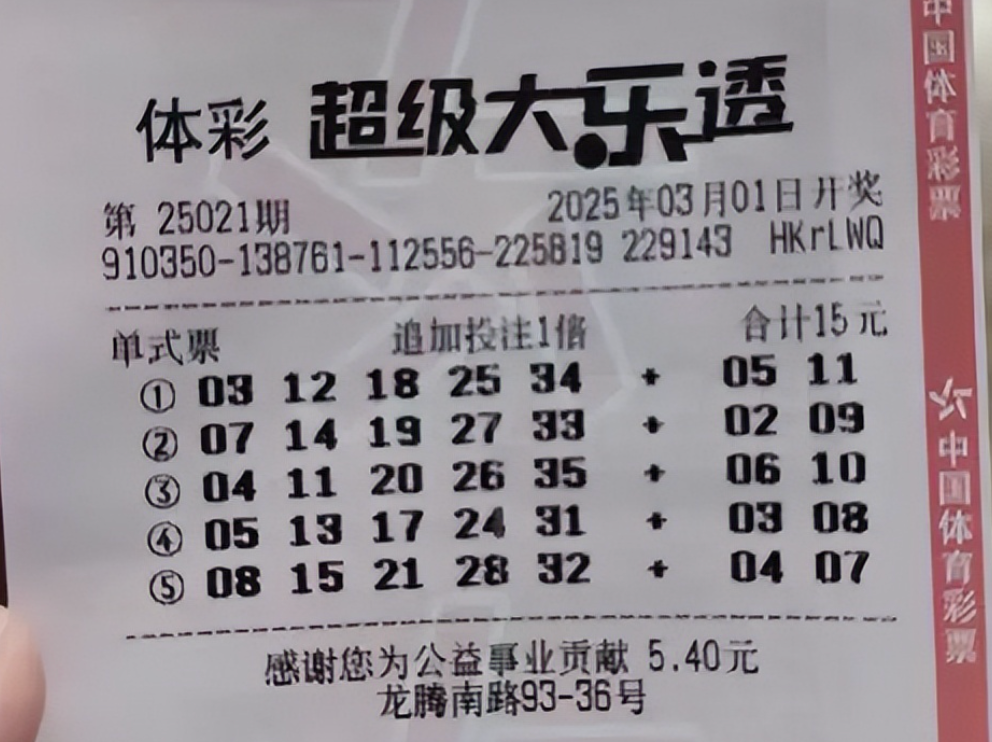 体彩 超级大乐透
第 25021期 2025年03月01日开奖
910350-138761-112556-225819 229143 HKrLWQ
单式票 追加投注1倍 合计15元
① 03 12 18 25 34 + 05 11
② 07 14 19 27 33 + 02 09
③ 04 11 20 26 35 + 06 10
④ 05 13 17 24 31 + 03 08
⑤ 08 15 21 28 32 + 04 07
感谢您为公益事业贡献 5.40元
龙腾南路93-36号
中国体育彩票
中国体育彩票